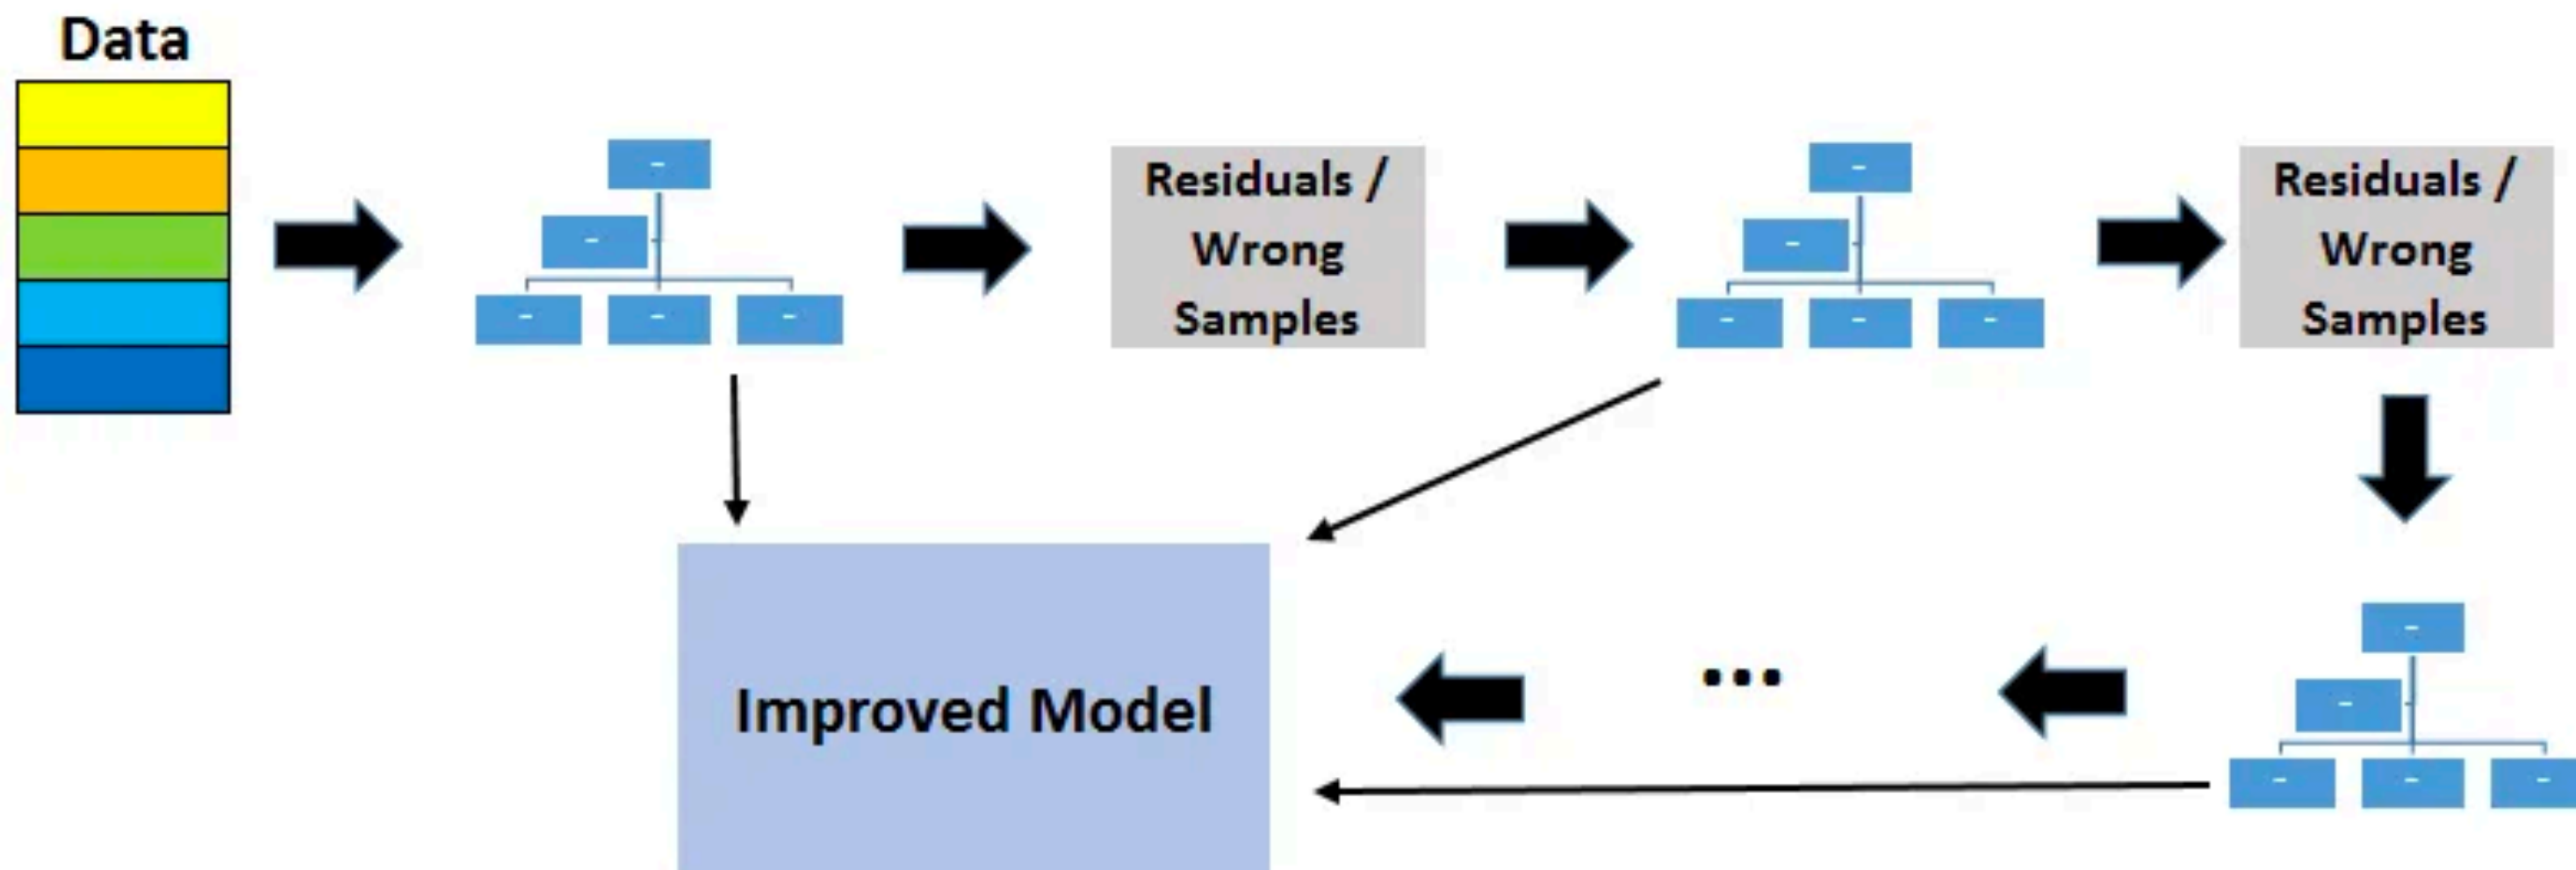 Data
Residuals /
Wrong
Samples
Residuals /
Wrong
Samples
...
Improved Model